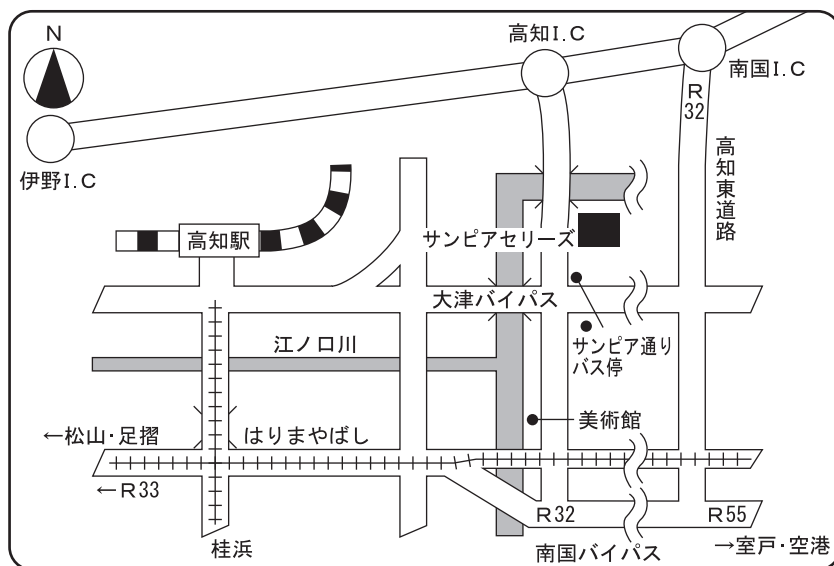 N
高知I.C
南国I.C
R
32
伊野I.C
高知東道路
高知駅
サンピアセリーズ
大津バイパス
江ノ口川
サンピア通り
バス停
美術館
←松山・足摺
はりまやばし
←R33
R32
R55
桂浜
南国バイパス
→室戸・空港